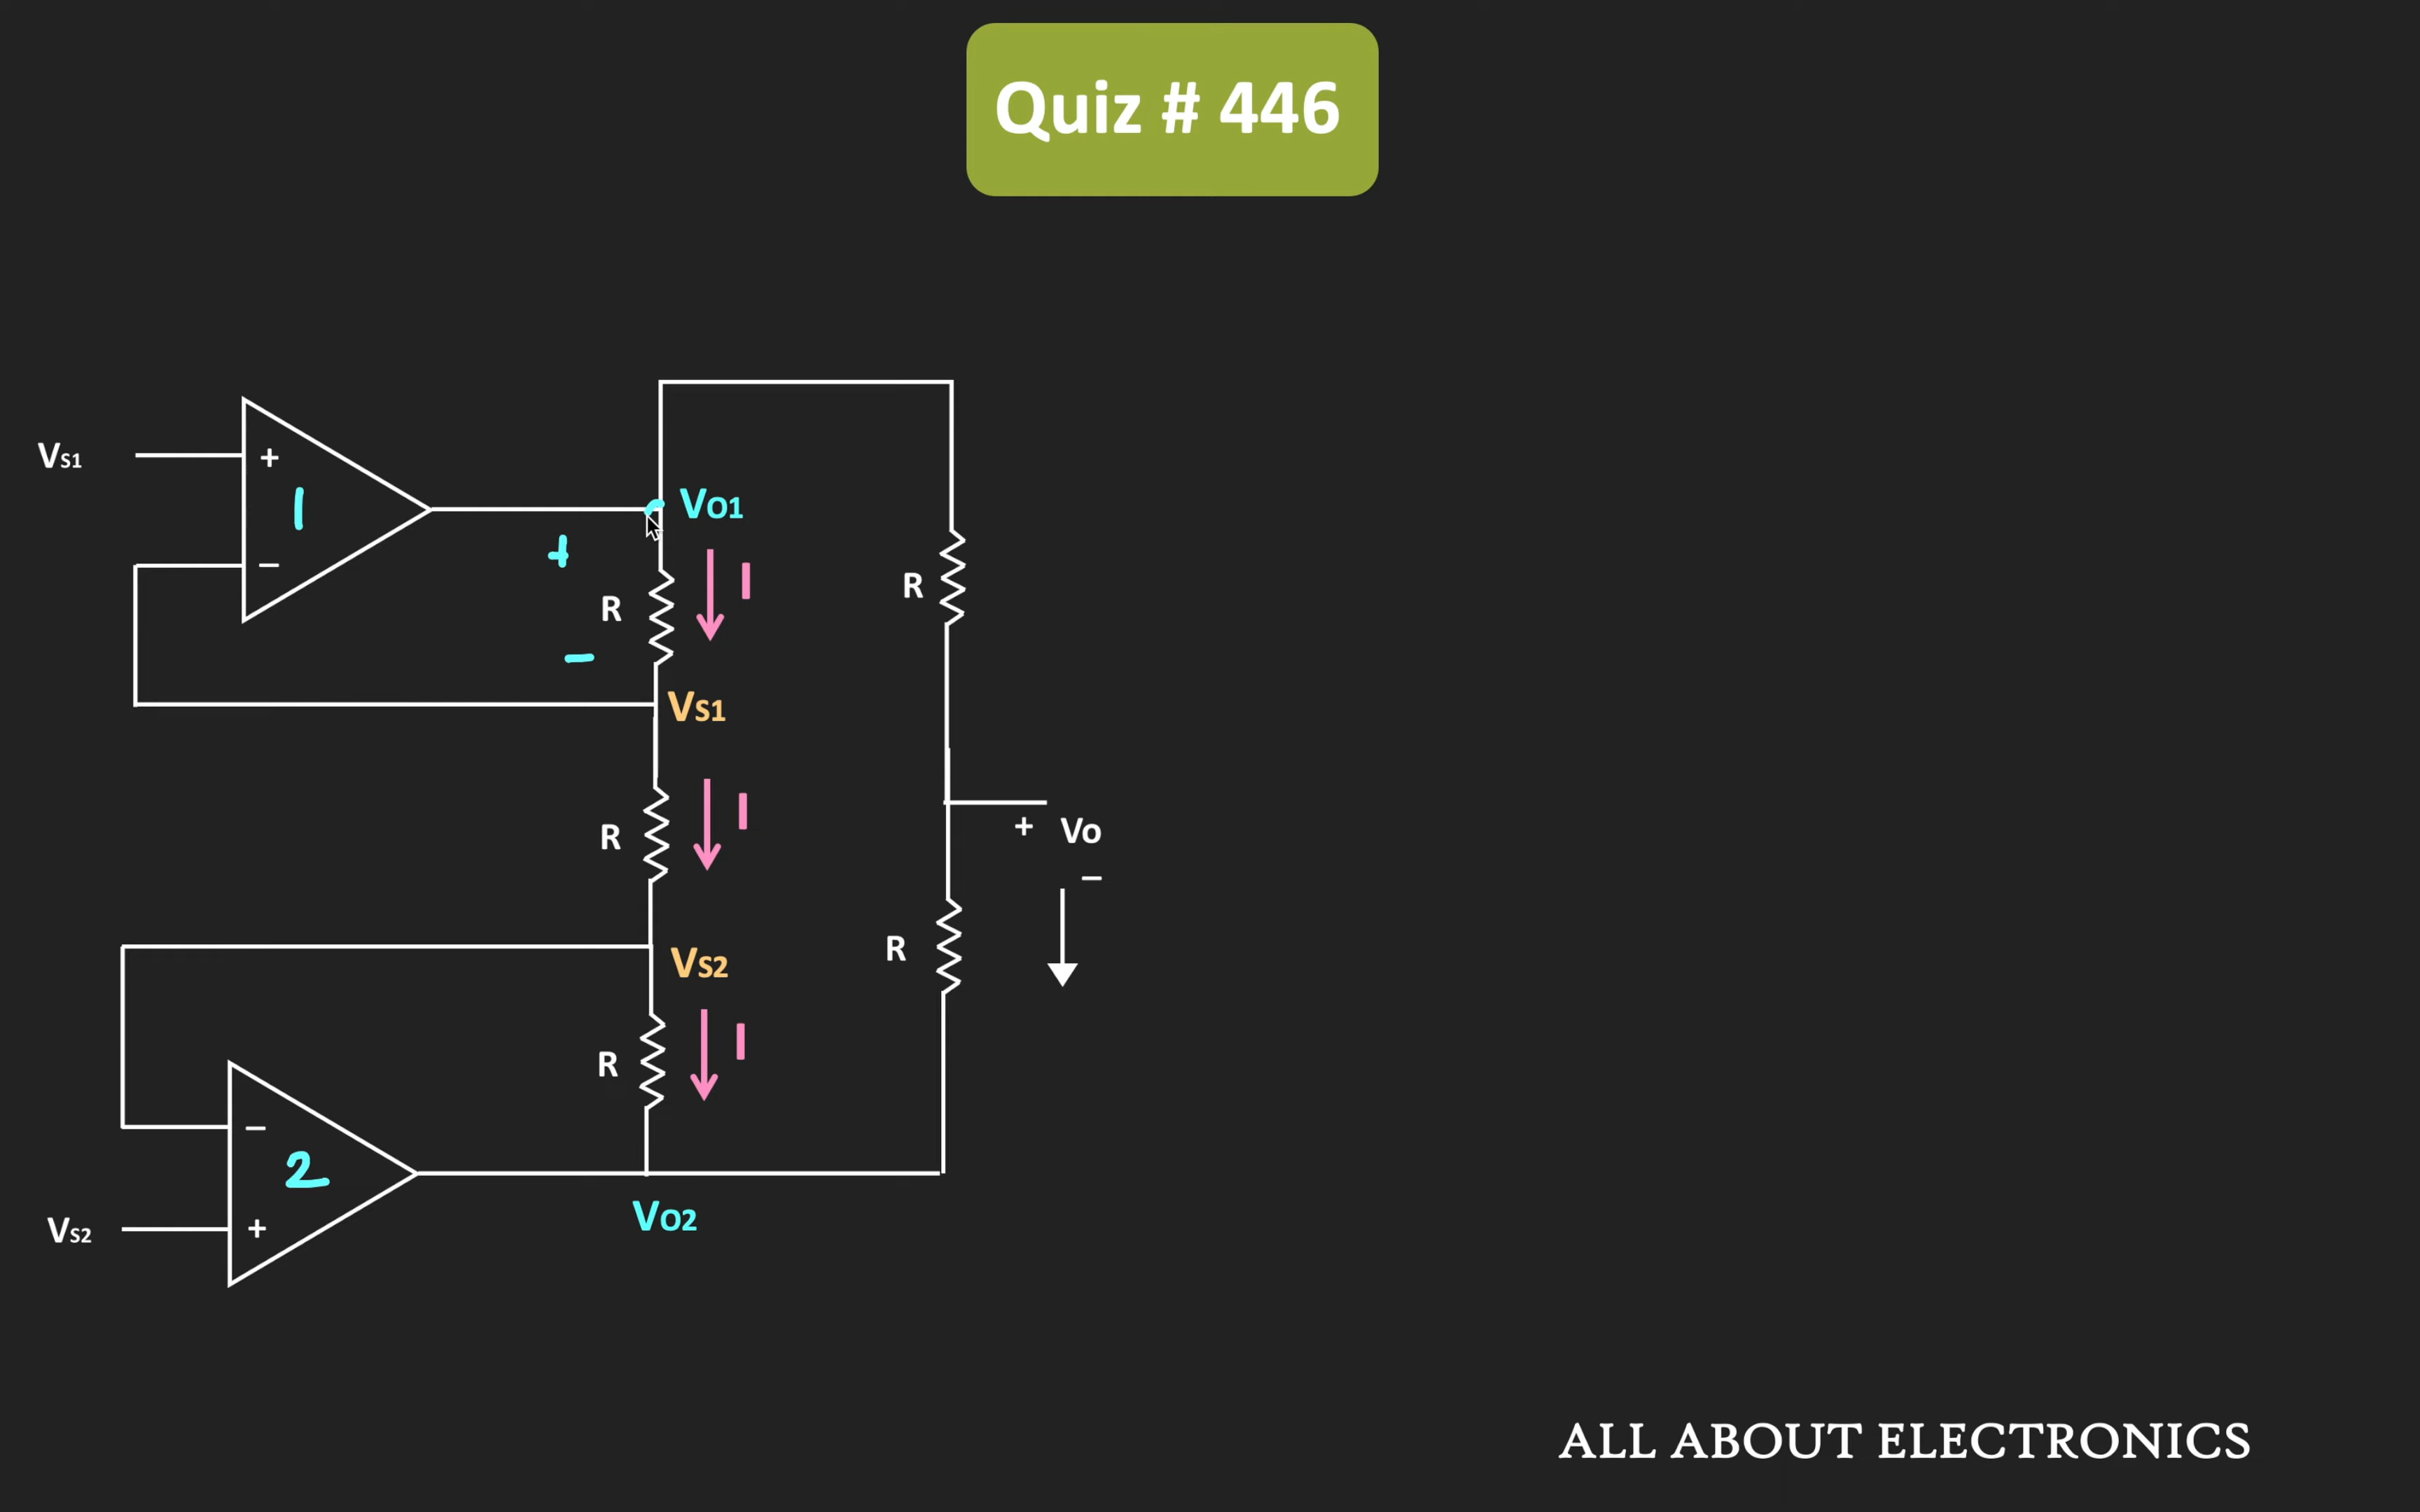 Quiz # 446
VS1
+
1
–
VO1
+
I
R
R
–
VS1
I
R
+ VO
–
VS2
R
I
R
–
2
VS2
+
VO2
ALL ABOUT ELECTRONICS